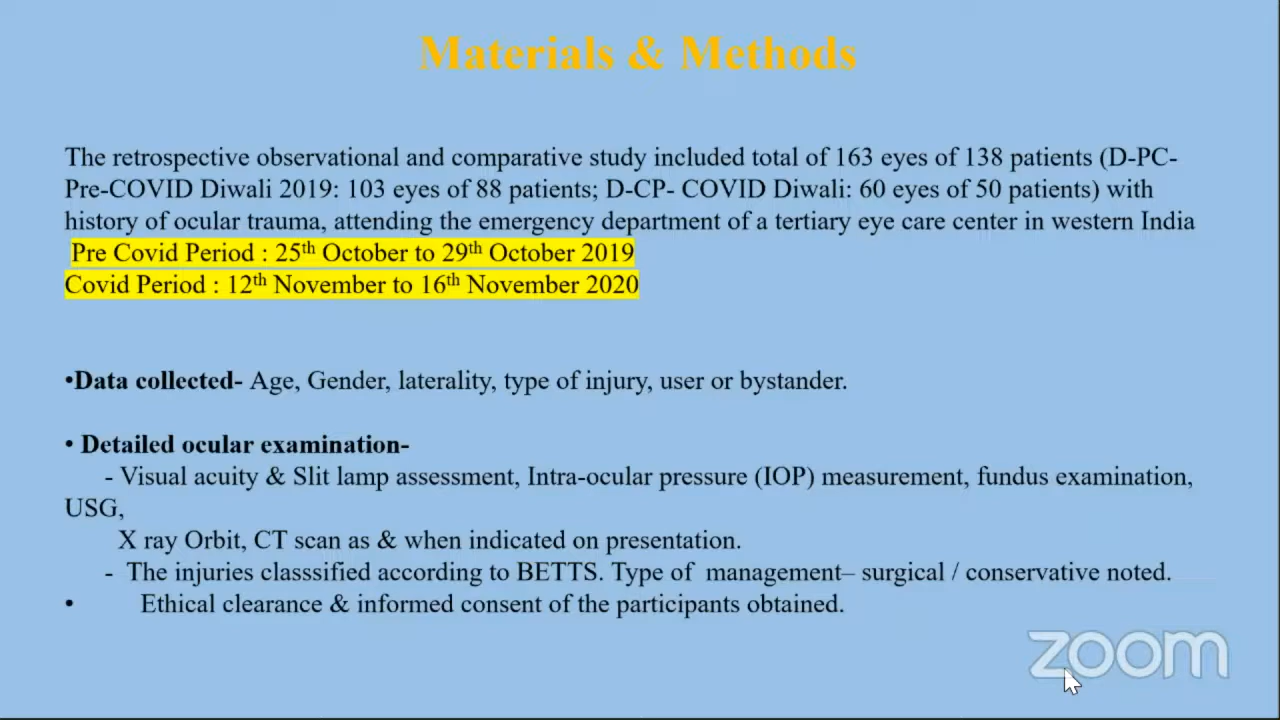 Materials & Methods
The retrospective observational and comparative study included total of 163 eyes of 138 patients (D-PC-
Pre-COVID Diwali 2019: 103 eyes of 88 patients; D-CP- COVID Diwali: 60 eyes of 50 patients) with
history of ocular trauma, attending the emergency department of a tertiary eye care center in western India
Pre Covid Period : 25th October to 29th October 2019
Covid Period : 12th November to 16th November 2020
•Data collected- Age, Gender, laterality, type of injury, user or bystander.
• Detailed ocular examination-
- Visual acuity & Slit lamp assessment, Intra-ocular pressure (IOP) measurement, fundus examination,
USG,
X ray Orbit, CT scan as & when indicated on presentation.
- The injuries classsified according to BETTS. Type of management– surgical / conservative noted.
• Ethical clearance & informed consent of the participants obtained.
zoom